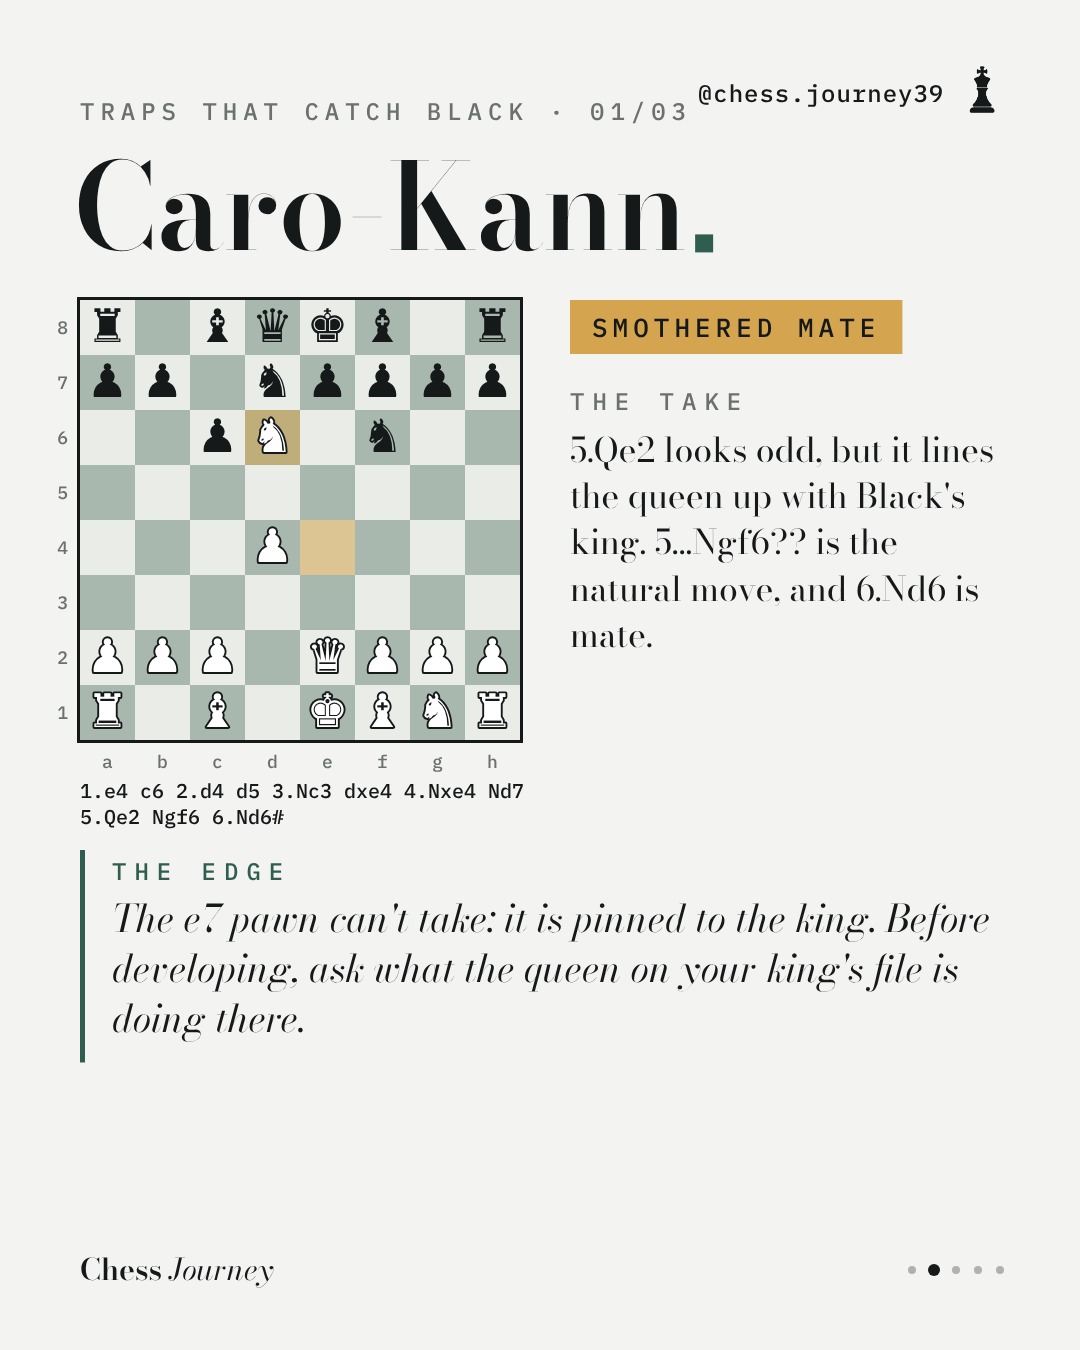 TRAPS THAT CATCH BLACK · 01/03
@chess.journey39
Caro-Kann.
8
7
6
5
4
3
2
1
a b c d e f g h
1.e4 c6 2.d4 d5 3.Nc3 dxe4 4.Nxe4 Nd7
5.Qe2 Ngf6 6.Nd6#
SMOTHERED MATE
THE TAKE
5.Qe2 looks odd, but it lines
the queen up with Black's
king. 5...Ngf6?? is the
natural move, and 6.Nd6 is
mate.
THE EDGE
The e7 pawn can't take: it is pinned to the king. Before
developing, ask what the queen on your king's file is
doing there.
Chess Journey